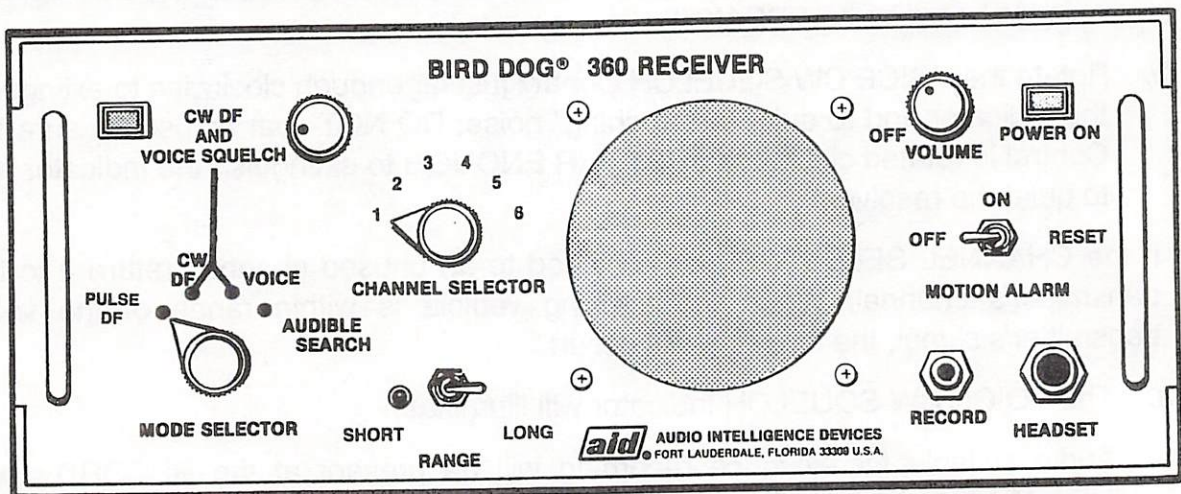 BIRD DOG® 360 RECEIVER
CW DF
AND
VOICE SQUELCH
OFF
VOLUME
POWER ON
3 4
2 5
1 6
CHANNEL SELECTOR
ON
OFF RESET
MOTION ALARM
CW
DF VOICE
PULSE
DF
AUDIBLE
SEARCH
MODE SELECTOR
SHORT LONG
RANGE
aid AUDIO INTELLIGENCE DEVICES
FORT LAUDERDALE, FLORIDA 33309 U.S.A.
RECORD
HEADSET